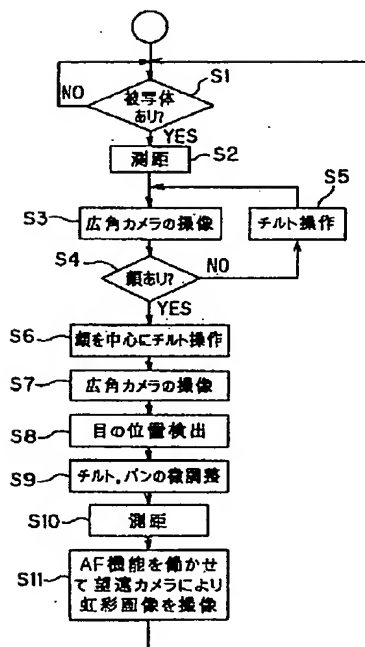 S1
被写体
あり?
NO
YES
測距
S2
S3
広角カメラの撮像
S5
チルト操作
S4
顔あり?
NO
YES
S6
顔を中心にチルト操作
S7
広角カメラの撮像
S8
目の位置検出
S9
チルト。パンの微調整
S10
測距
S11
AF機能を働かせ
て望遠カメラにより
虹彩画像を撮像